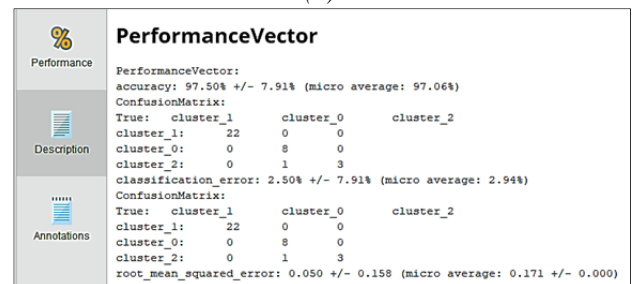 PerformanceVector
Performance
PerformanceVector:
accuracy: 97.50% +/- 7.91% (micro average: 97.06%)
ConfusionMatrix:
True: cluster_1 cluster_0 cluster_2
cluster_1: 22 0 0
cluster_0: 0 8 0
cluster_2: 0 1 3
Description
classification_error: 2.50% +/- 7.91% (micro average: 2.94%)
ConfusionMatrix:
True: cluster_1 cluster_0 cluster_2
cluster_1: 22 0 0
cluster_0: 0 8 0
cluster_2: 0 1 3
Annotations
root_mean_squared_error: 0.050 +/- 0.158 (micro average: 0.171 +/- 0.000)